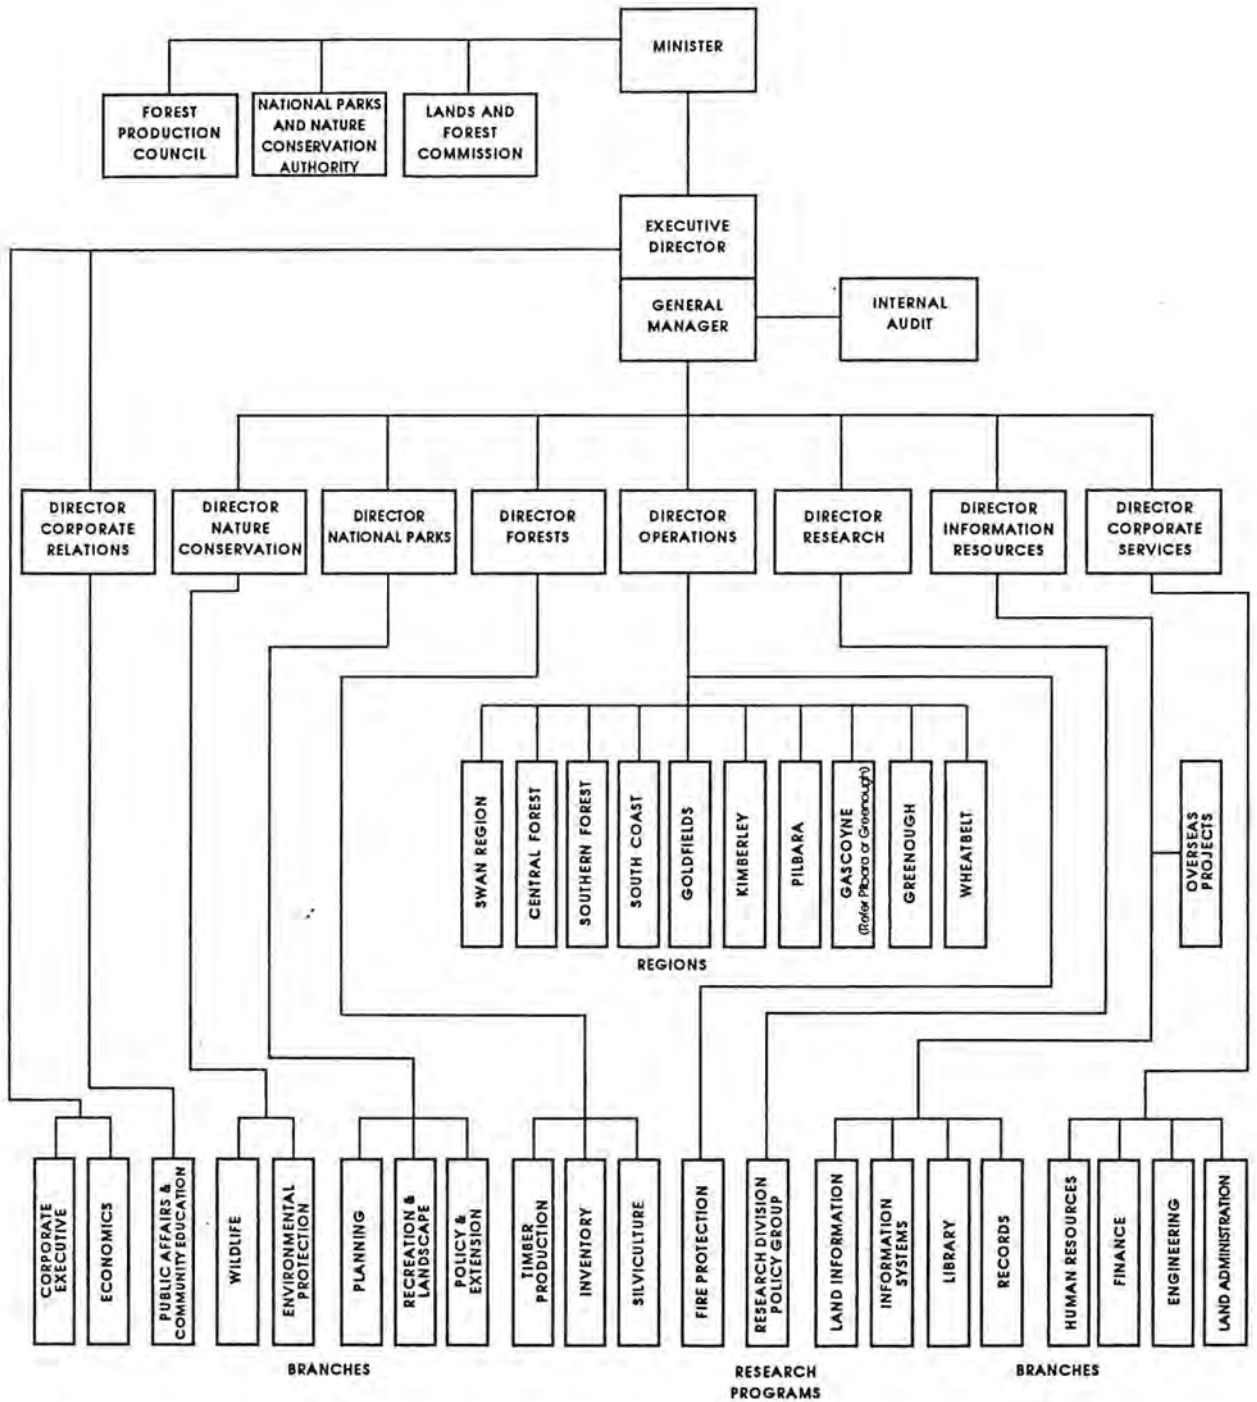 MINISTER
FOREST
PRODUCTION
COUNCIL
NATIONAL PARKS
AND NATURE
CONSERVATION
AUTHORITY
LANDS AND
FOREST
COMMISSION
EXECUTIVE
DIRECTOR
GENERAL
MANAGER
INTERNAL
AUDIT
DIRECTOR
CORPORATE
RELATIONS
DIRECTOR
NATURE
CONSERVATION
DIRECTOR
NATIONAL PARKS
DIRECTOR
FORESTS
DIRECTOR
OPERATIONS
DIRECTOR
RESEARCH
DIRECTOR
INFORMATION
RESOURCES
DIRECTOR
CORPORATE
SERVICES
SWAN REGION
CENTRAL FOREST
SOUTHERN FOREST
SOUTH COAST
GOLDFIELDS
KIMBERLEY
PILBARA
GASCOYNE
(Refer Pilbara or Greenough)
GREENOUGH
WHEATBELT
OVERSEAS
PROJECTS
REGIONS
CORPORATE
EXECUTIVE
ECONOMICS
PUBLIC AFFAIRS &
COMMUNITY EDUCATION
WILDLIFE
ENVIRONMENTAL
PROTECTION
PLANNING
RECREATION &
LANDSCAPE
POLICY &
EXTENSION
TIMBER
PRODUCTION
INVENTORY
SILVICULTURE
FIRE PROTECTION
RESEARCH DIVISION
POLICY GROUP
LAND INFORMATION
INFORMATION
SYSTEMS
LIBRARY
RECORDS
HUMAN RESOURCES
FINANCE
ENGINEERING
LAND ADMINISTRATION
BRANCHES
RESEARCH
PROGRAMS
BRANCHES